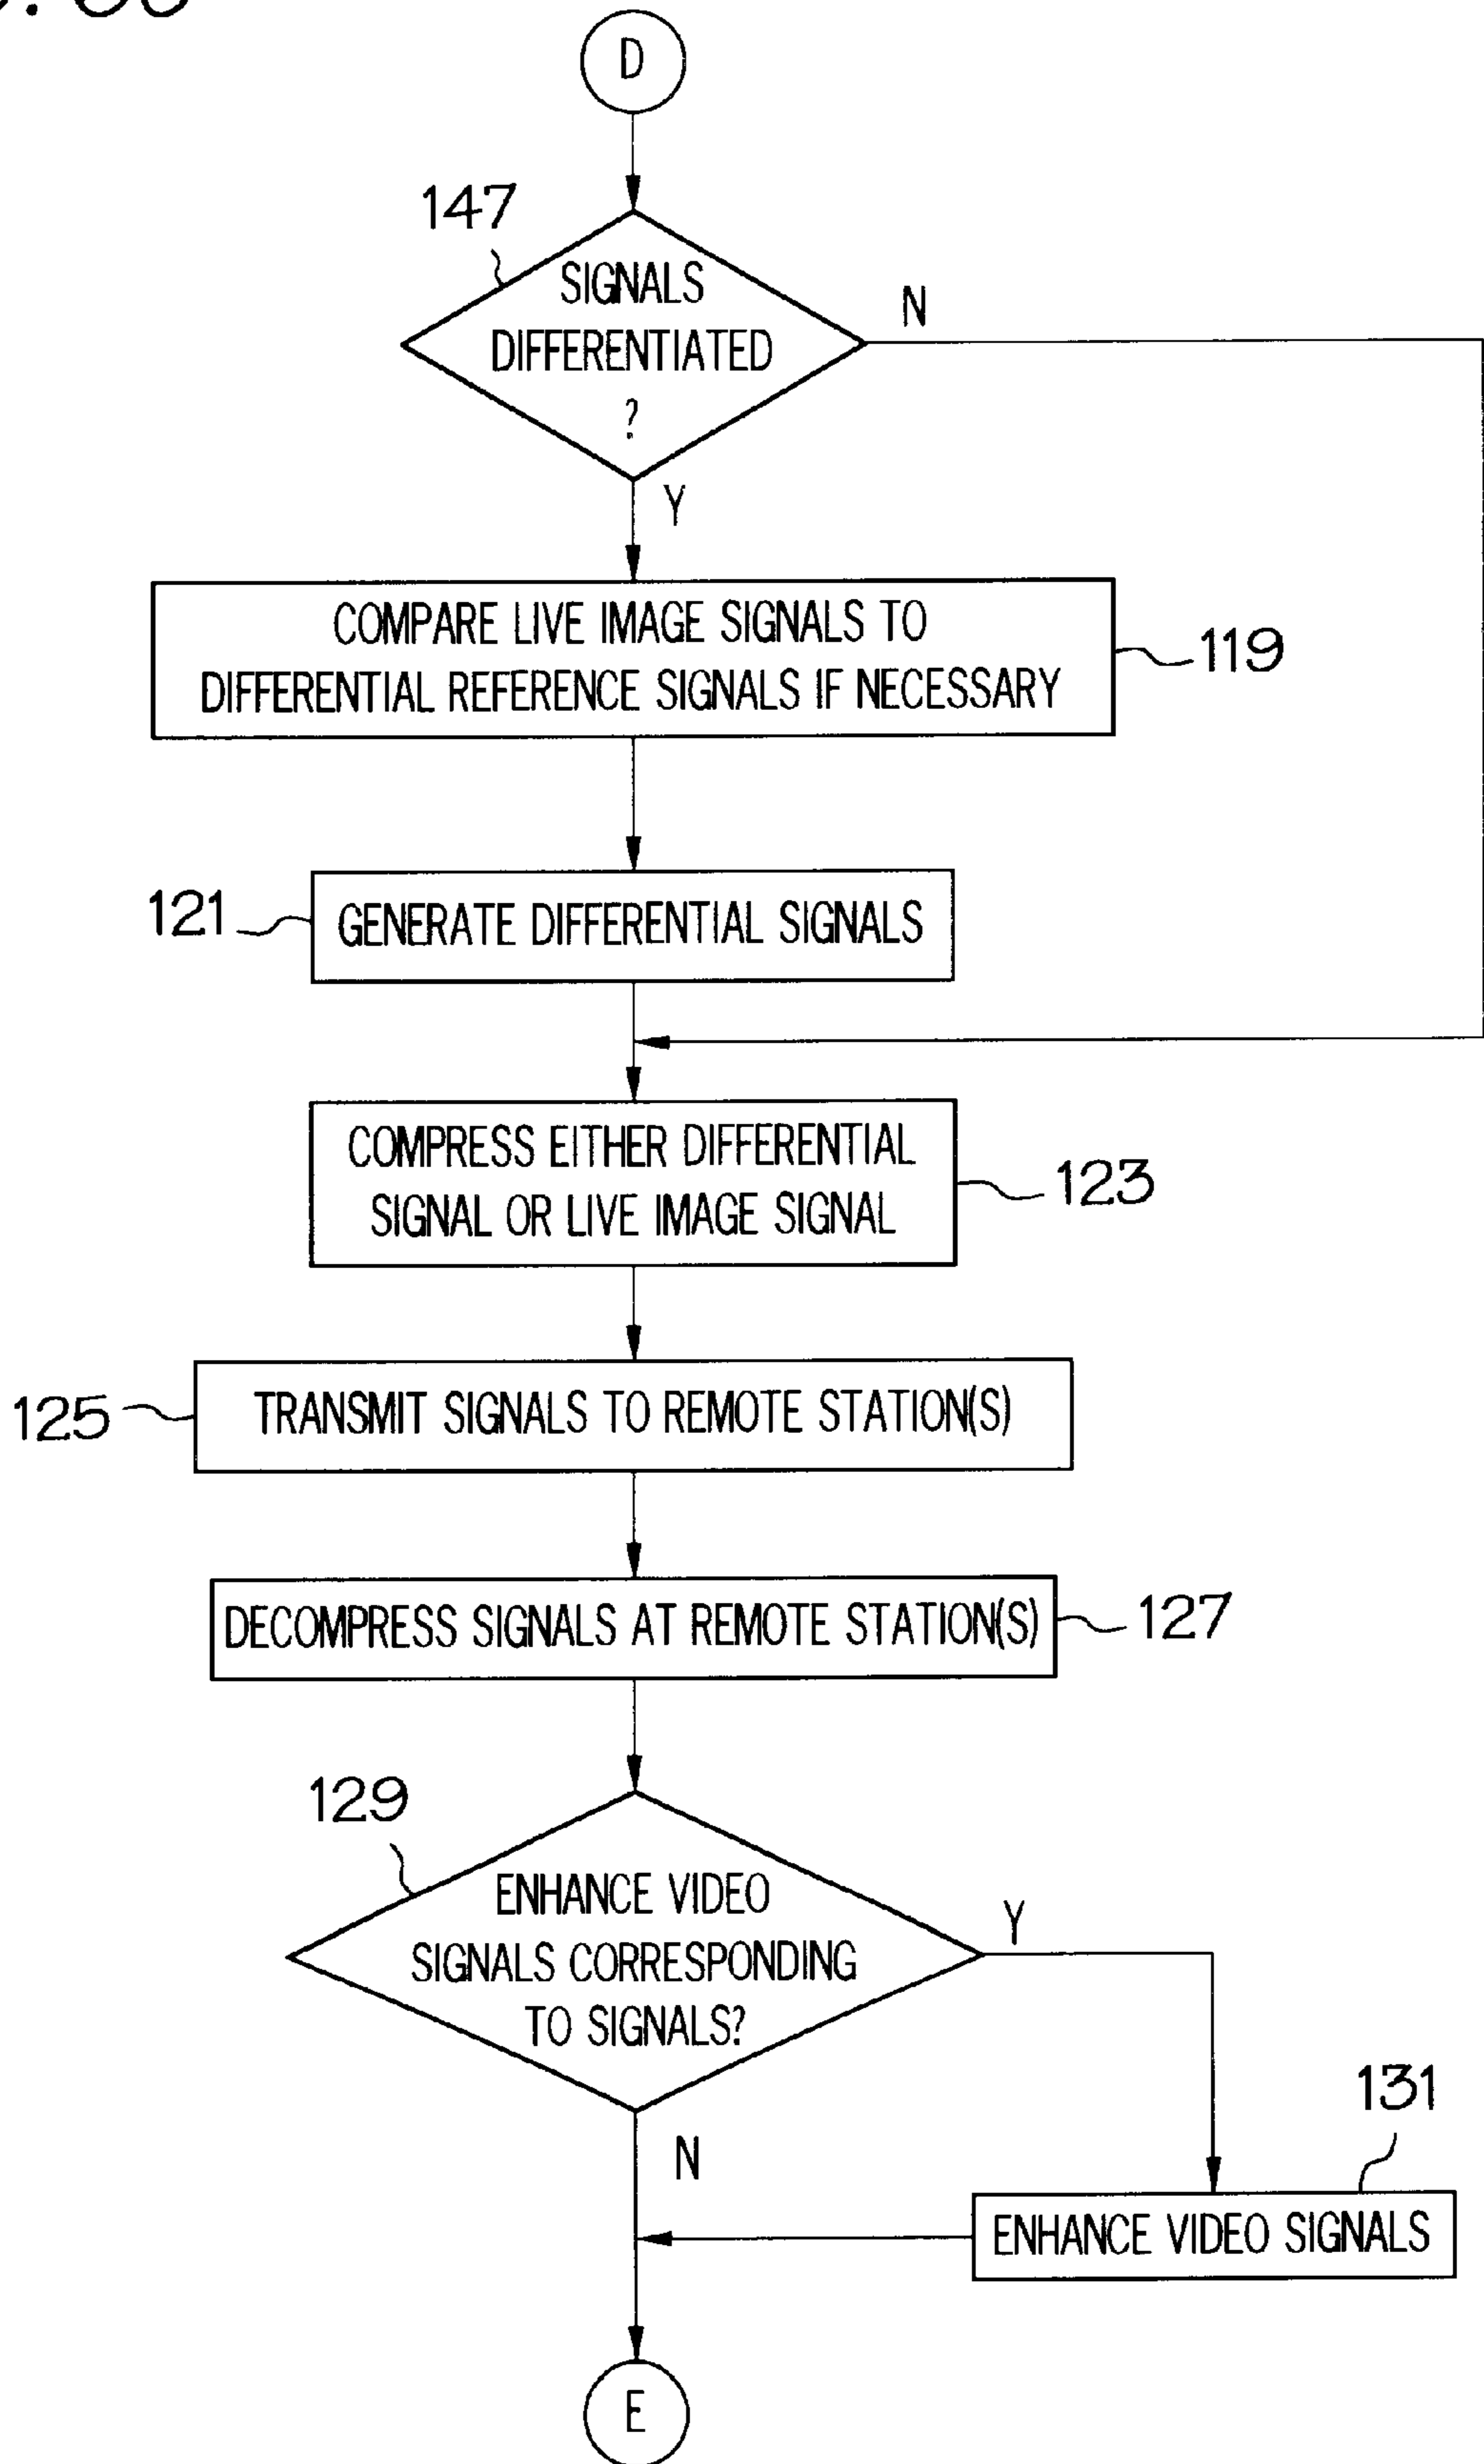 D
147
SIGNALS
DIFFERENTIATED
?
N
Y
COMPARE LIVE IMAGE SIGNALS TO
DIFFERENTIAL REFERENCE SIGNALS IF NECESSARY
119
121
GENERATE DIFFERENTIAL SIGNALS
COMPRESS EITHER DIFFERENTIAL
SIGNAL OR LIVE IMAGE SIGNAL
123
125
TRANSMIT SIGNALS TO REMOTE STATION(S)
DECOMPRESS SIGNALS AT REMOTE STATION(S)
127
129
ENHANCE VIDEO
SIGNALS CORRESPONDING
TO SIGNALS?
Y
N
131
ENHANCE VIDEO SIGNALS
E